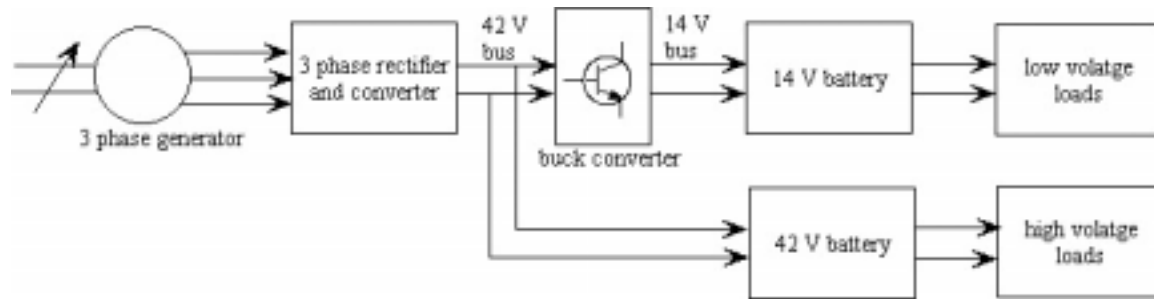 3 phase generator
3 phase rectifier
and converter
42 V
bus
buck converter
14 V
bus
14 V battery
low volatge
loads
42 V battery
high volatge
loads